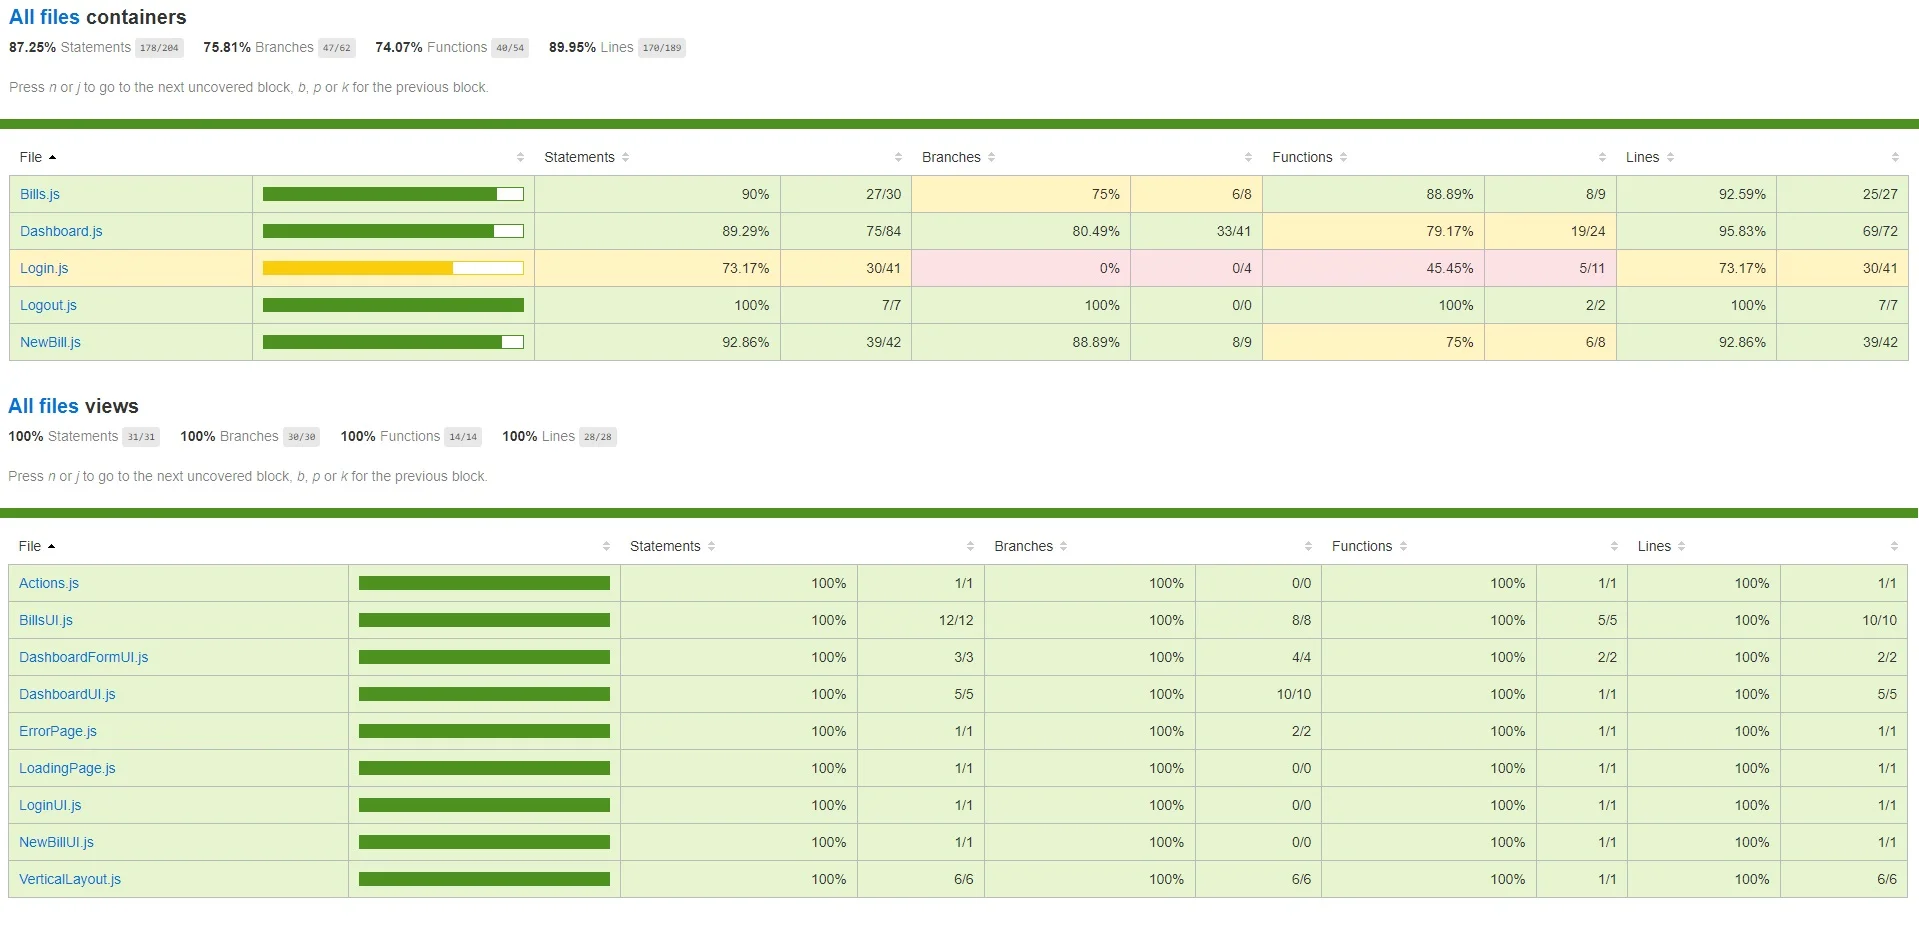 All files containers
87.25% Statements 178/204 75.81% Branches 47/62 74.07% Functions 40/54 89.95% Lines 170/189
Press n or j to go to the next uncovered block, b, p or k for the previous block.
File Statements Branches Functions Lines
Bills.js 90% 27/30 75% 6/8 88.89% 8/9 92.59% 25/27
Dashboard.js 89.29% 75/84 80.49% 33/41 79.17% 19/24 95.83% 69/72
Login.js 73.17% 30/41 0% 0/4 45.45% 5/11 73.17% 30/41
Logout.js 100% 7/7 100% 0/0 100% 2/2 100% 7/7
NewBill.js 92.86% 39/42 88.89% 8/9 75% 6/8 92.86% 39/42
All files views
100% Statements 31/31 100% Branches 30/30 100% Functions 14/14 100% Lines 28/28
Press n or j to go to the next uncovered block, b, p or k for the previous block.
File Statements Branches Functions Lines
Actions.js 100% 1/1 100% 0/0 100% 1/1 100% 1/1
BillsUI.js 100% 12/12 100% 8/8 100% 5/5 100% 10/10
DashboardFormUI.js 100% 3/3 100% 4/4 100% 2/2 100% 2/2
DashboardUI.js 100% 5/5 100% 10/10 100% 1/1 100% 5/5
ErrorPage.js 100% 1/1 100% 2/2 100% 1/1 100% 1/1
LoadingPage.js 100% 1/1 100% 0/0 100% 1/1 100% 1/1
LoginUI.js 100% 1/1 100% 0/0 100% 1/1 100% 1/1
NewBillUI.js 100% 1/1 100% 0/0 100% 1/1 100% 1/1
VerticalLayout.js 100% 6/6 100% 6/6 100% 1/1 100% 6/6